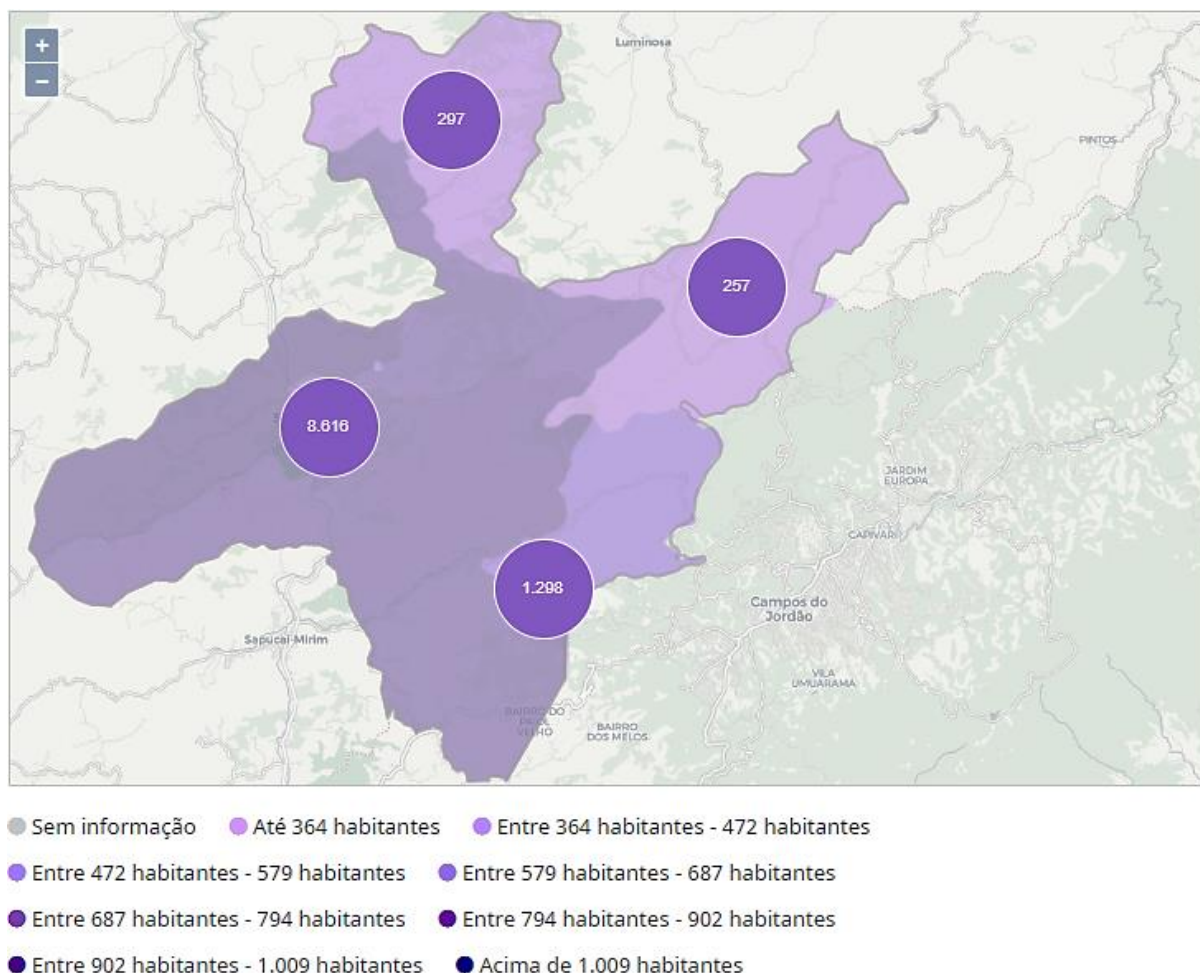 +
Luminosa
−
297
PINTOS
257
8.616
JARDIM
EUROPA
CAPIVARI
1.298
Campos do
Jordão
Sapucaí-Mirim
VILA
UMUARAMA
BAIRRO DO
VELHO
BAIRRO
DOS MELOS
Sem informação
Até 364 habitantes
Entre 364 habitantes - 472 habitantes
Entre 472 habitantes - 579 habitantes
Entre 579 habitantes - 687 habitantes
Entre 687 habitantes - 794 habitantes
Entre 794 habitantes - 902 habitantes
Entre 902 habitantes - 1.009 habitantes
Acima de 1.009 habitantes